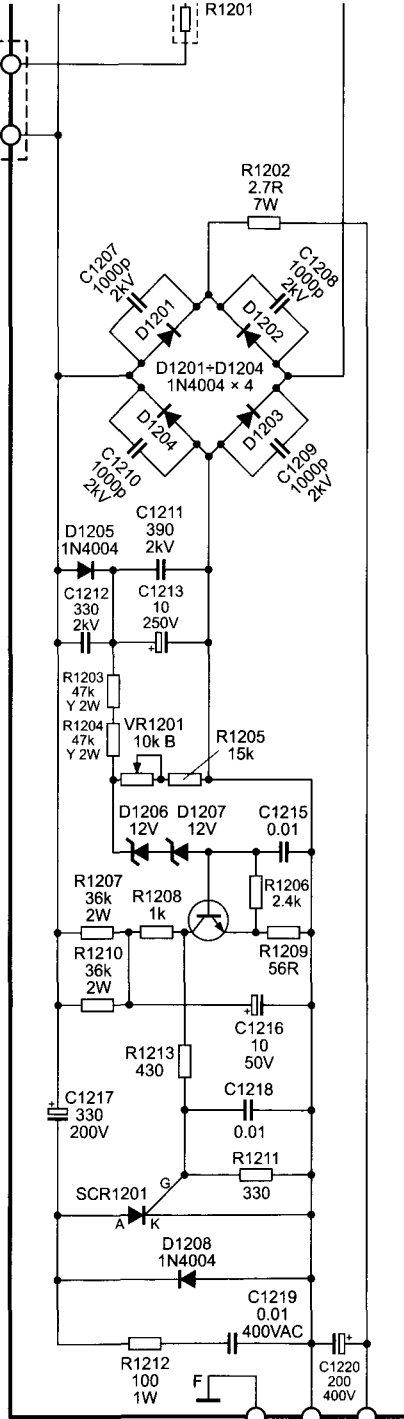 R1201
R1202
2.7R
7W
C1207
1000p
2kV
C1208
1000p
2kV
D1201
D1202
D1201÷D1204
1N4004 × 4
D1204
D1203
C1210
1000p
2kV
C1209
1000p
2kV
D1205
1N4004
C1211
390
2kV
C1212
330
2kV
C1213
10
250V
+
R1203
47k
Y 2W
R1204
47k
Y 2W
VR1201
10k B
R1205
15k
D1206
12V
D1207
12V
C1215
0.01
R1206
2.4k
R1207
36k
2W
R1208
1k
R1209
56R
R1210
36k
2W
+
C1216
10
50V
R1213
430
+
C1217
330
200V
C1218
0.01
R1211
330
SCR1201
G
A
K
D1208
1N4004
C1219
0.01
400VAC
R1212
100
1W
+
C1220
200
400V
F